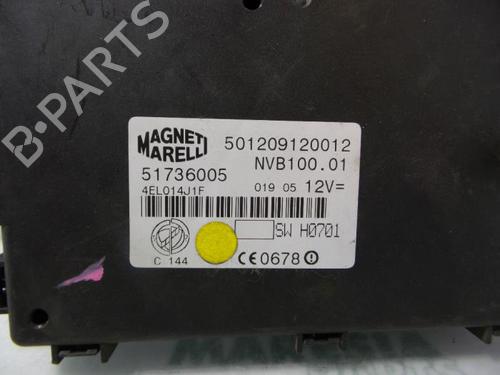 MAGNETI
MARELLI
501209120012
NVB100.01
51736005
4EL014J1F
019 05 12V=
SW H0701
C 144
CE0678
B-PARTS